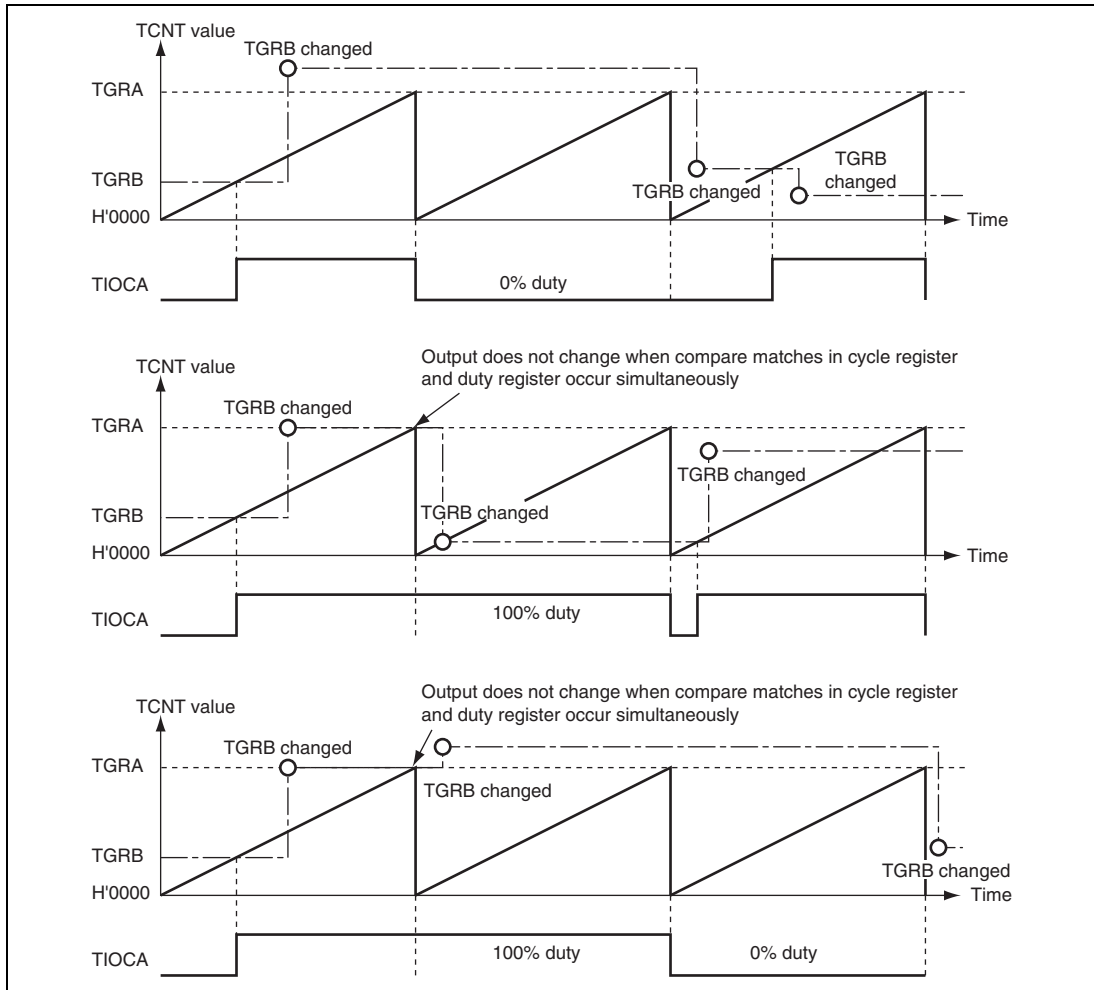 TCNT value
TGRB changed
TGRA
TGRB
changed
TGRB
TGRB changed
H'0000
Time
TIOCA
0% duty
Output does not change when compare matches in cycle register
and duty register occur simultaneously
TCNT value
TGRB changed
TGRA
TGRB changed
TGRB
TGRB changed
H'0000
Time
TIOCA
100% duty
Output does not change when compare matches in cycle register
and duty register occur simultaneously
TCNT value
TGRB changed
TGRA
TGRB changed
TGRB
TGRB changed
H'0000
Time
TIOCA
100% duty
0% duty